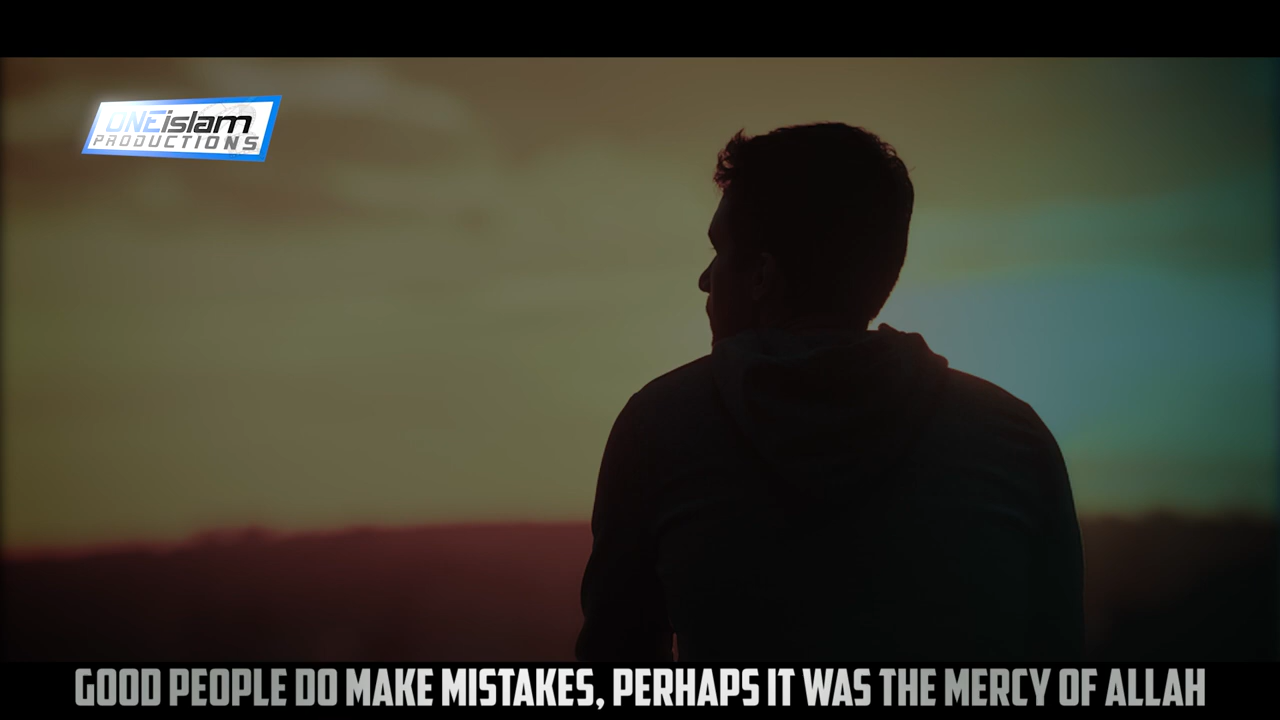 ONEislam
PRODUCTIONS
GOOD PEOPLE DO MAKE MISTAKES, PERHAPS IT WAS THE MERCY OF ALLAH